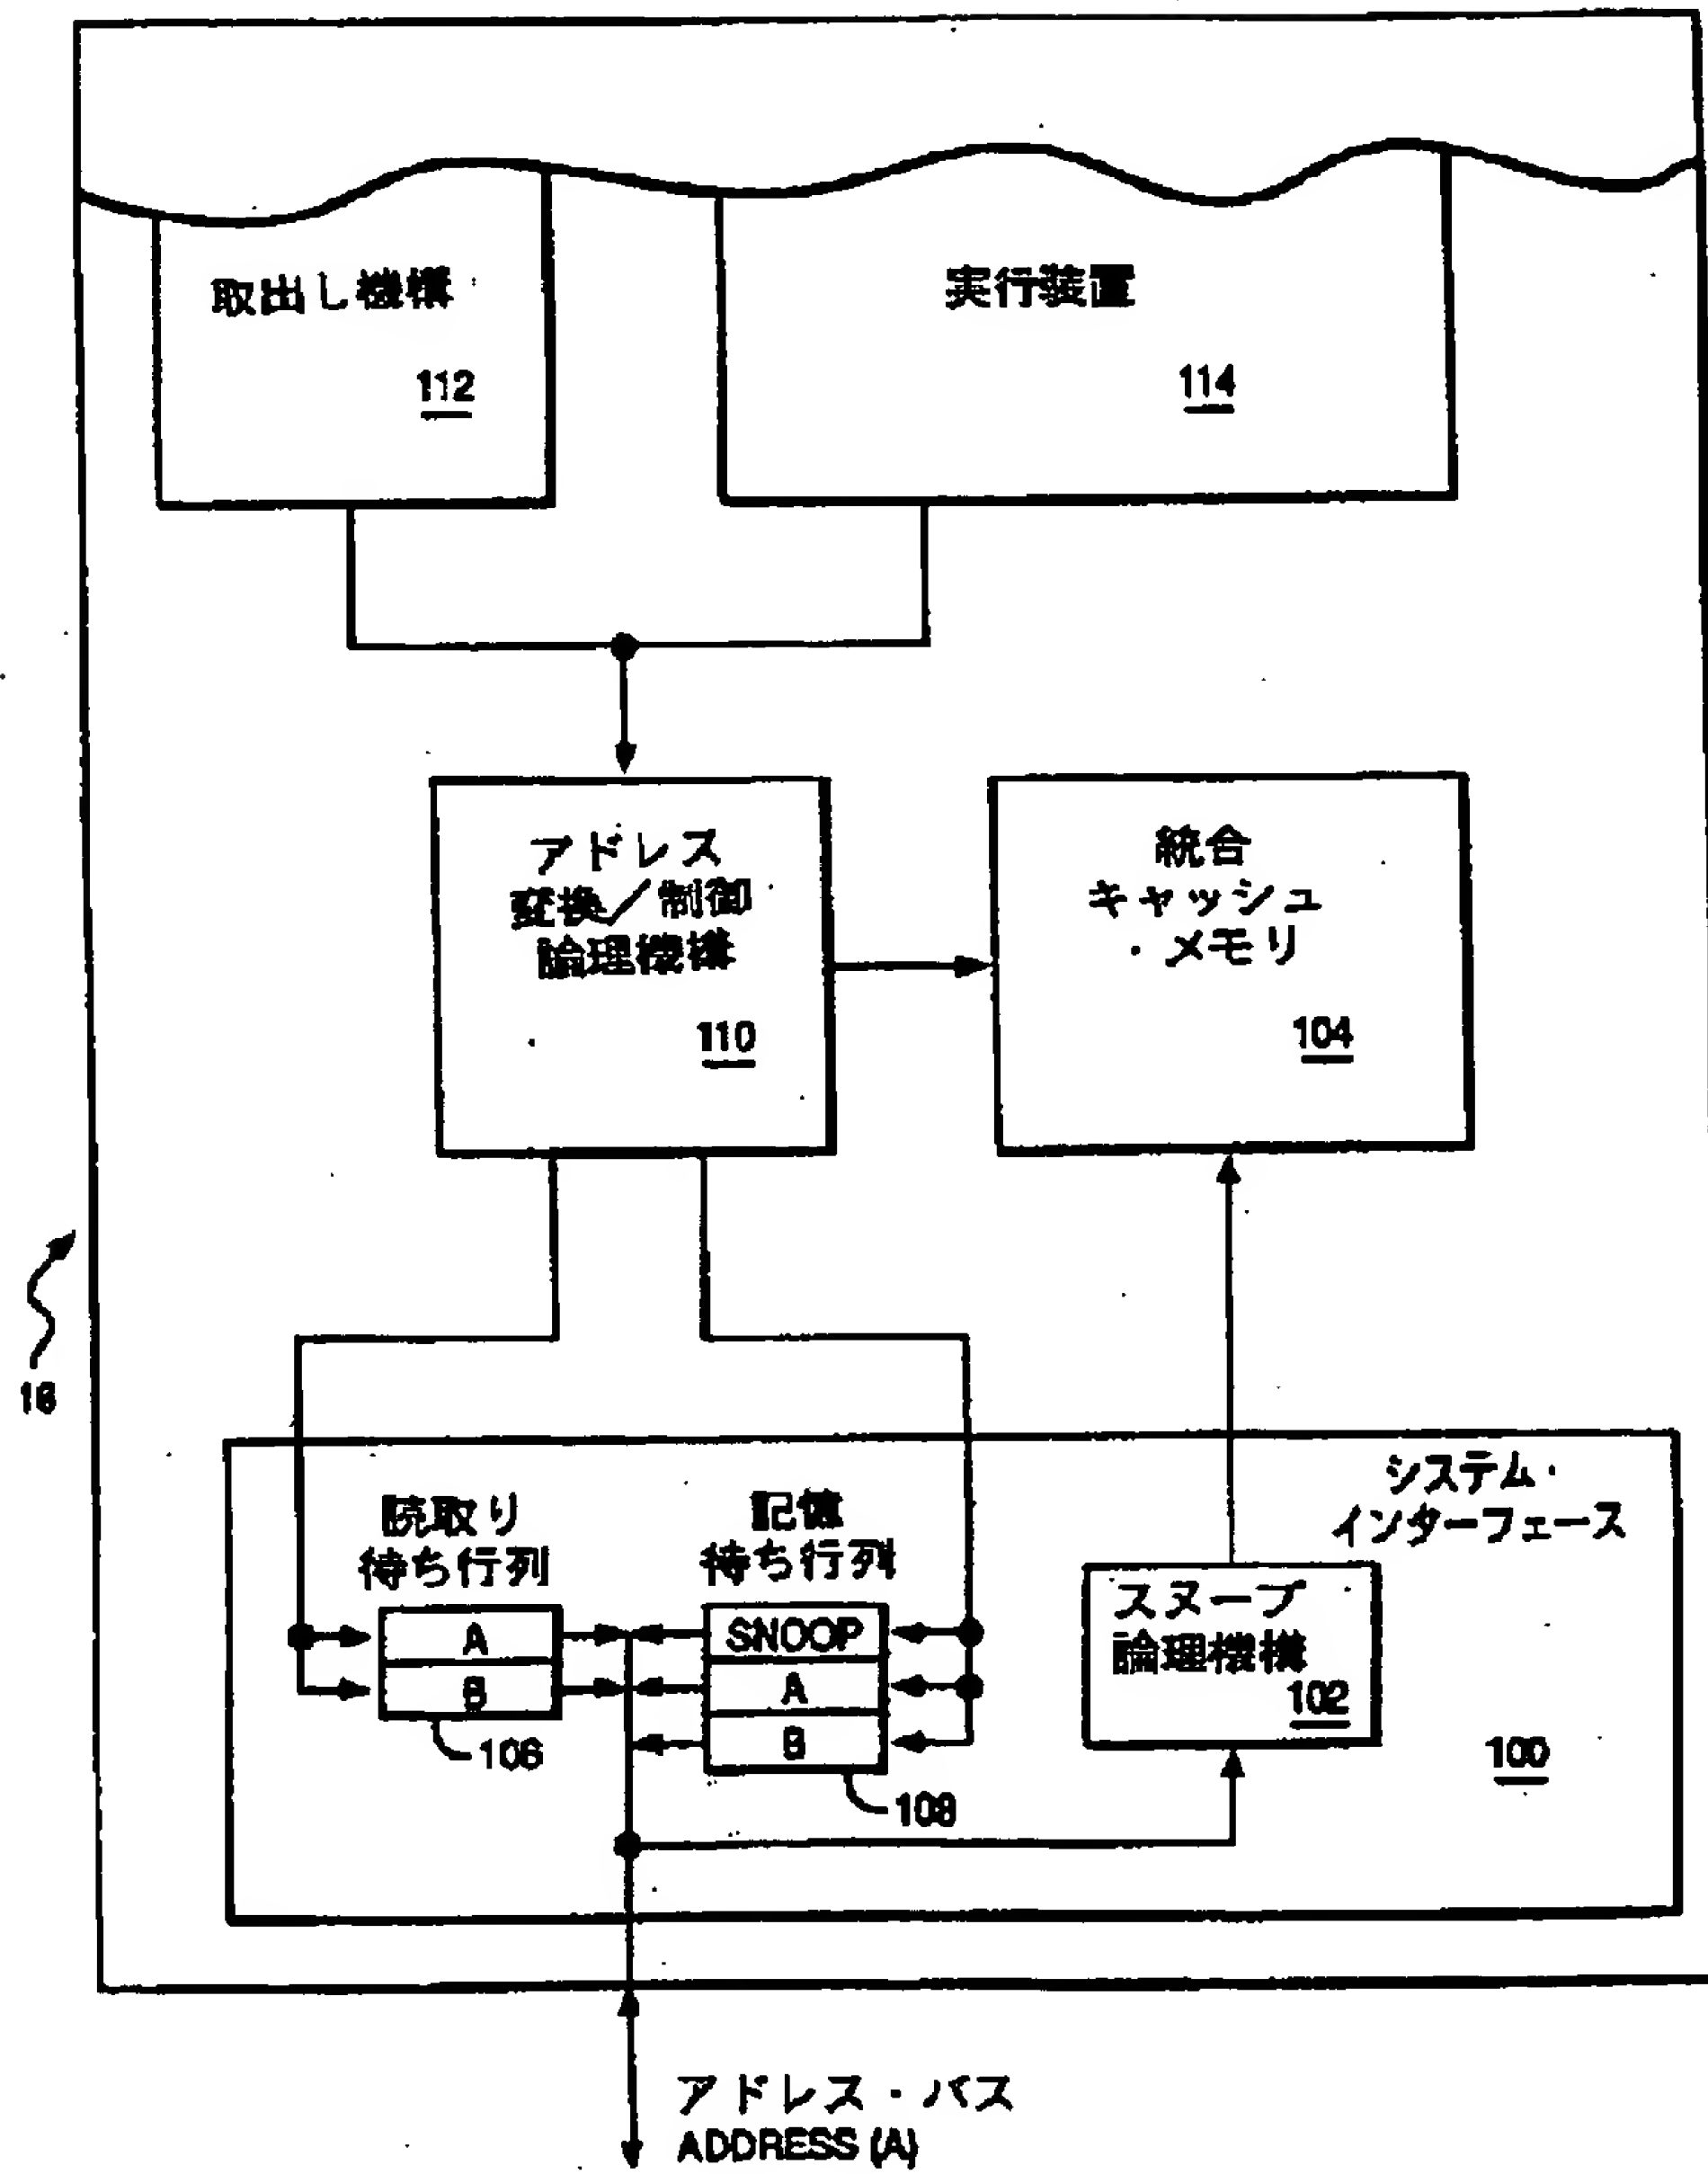 取出し機構
112
実行装置
114
アドレス
変換/制御
論理機構
110
統合
キャッシュ
・メモリ
104
16
システム・
インターフェース
読取り
待ち行列
A
B
106
記憶
待ち行列
SNOOP
A
B
108
スヌープ
論理機構
102
100
アドレス・バス
ADDRESS (A)